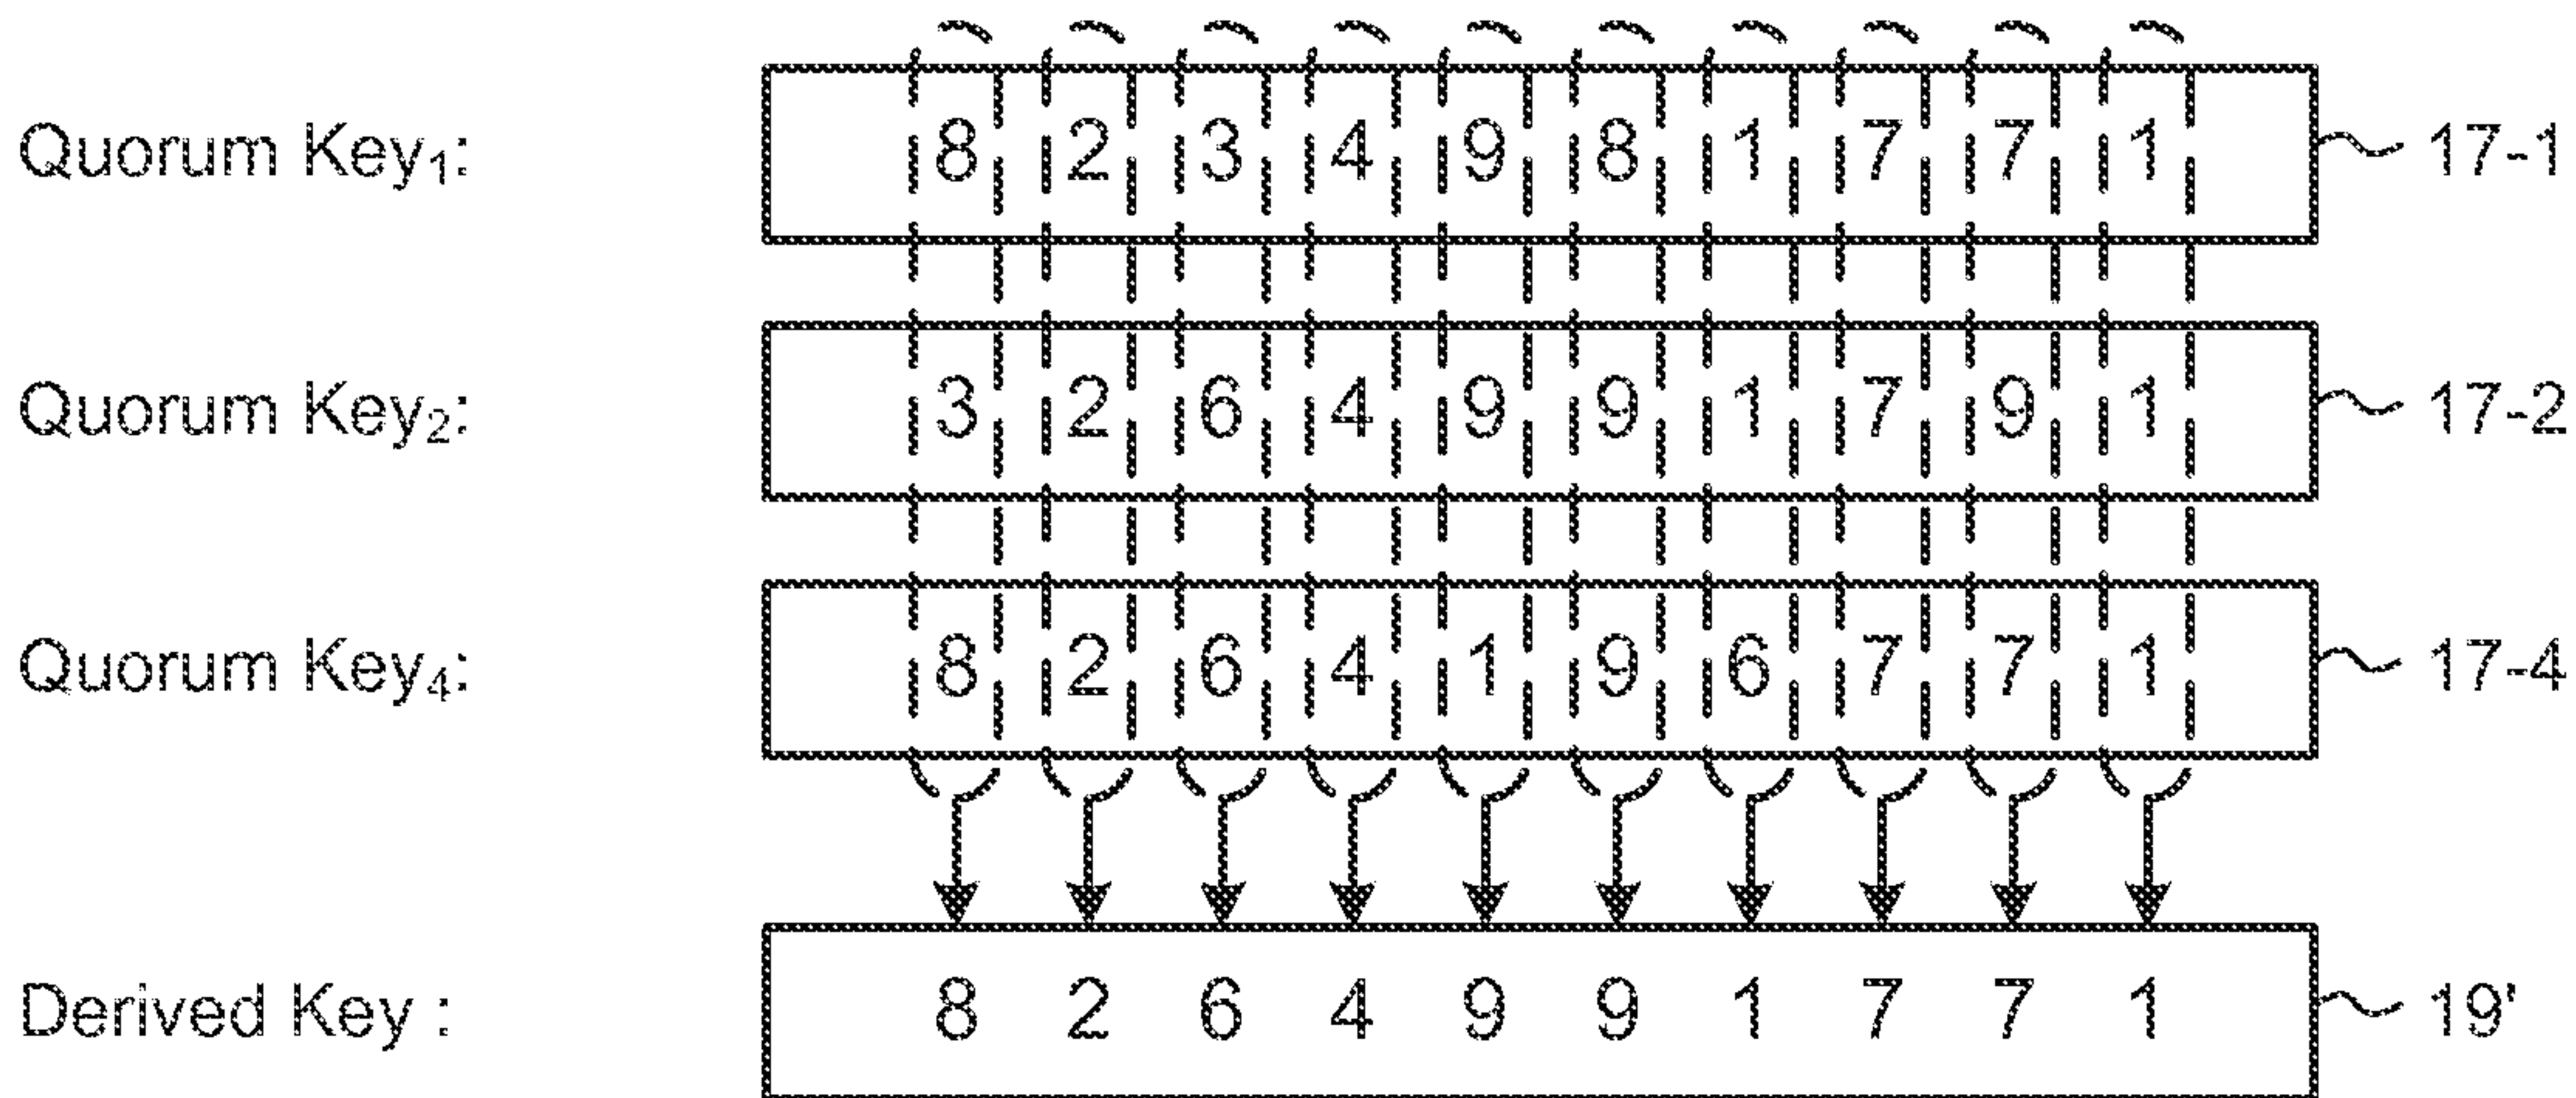 Quorum Key₁: 8 2 3 4 9 8 1 7 7 1 17-1
Quorum Key₂: 3 2 6 4 9 9 1 7 9 1 17-2
Quorum Key₄: 8 2 6 4 1 9 6 7 7 1 17-4
Derived Key : 8 2 6 4 9 9 1 7 7 1 19'